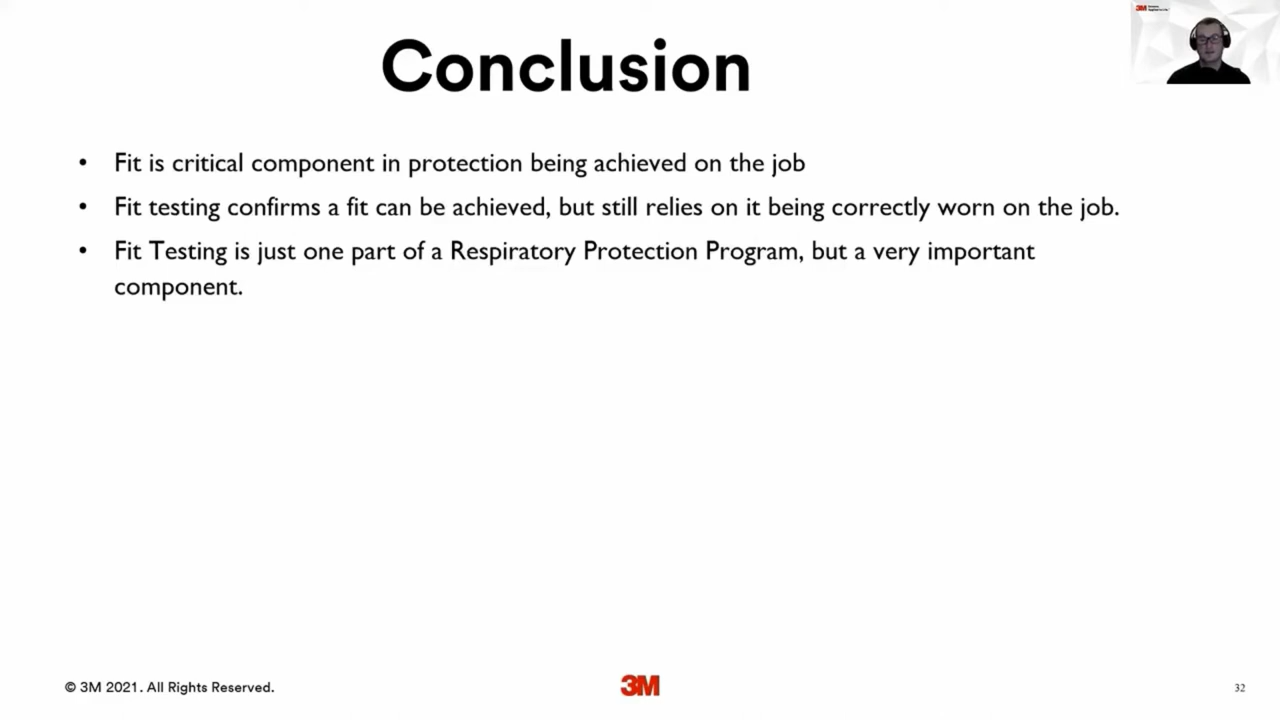 Conclusion
• Fit is critical component in protection being achieved on the job
• Fit testing confirms a fit can be achieved, but still relies on it being correctly worn on the job.
• Fit Testing is just one part of a Respiratory Protection Program, but a very important
component.
3M
© 3M 2021. All Rights Reserved.
3M
32